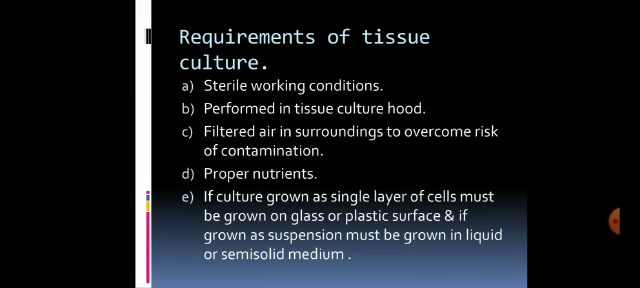 Requirements of tissue
culture.
a) Sterile working conditions.
b) Performed in tissue culture hood.
c) Filtered air in surroundings to overcome risk
of contamination.
d) Proper nutrients.
e) If culture grown as single layer of cells must
be grown on glass or plastic surface & if
grown as suspension must be grown in liquid
or semisolid medium .